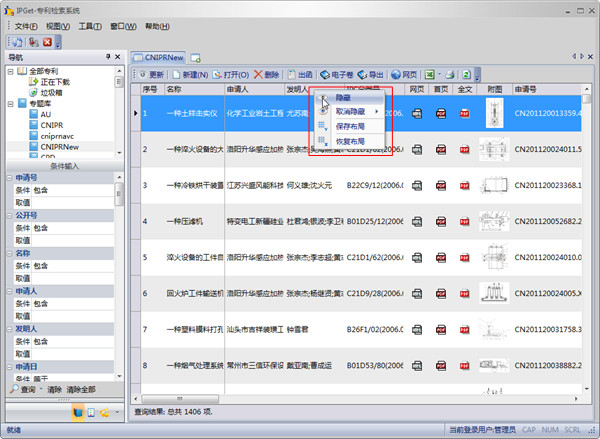 IPGet-专利检索系统
文件(F) 视图(V) 工具(T) 窗口(W) 帮助(H)
导航
全部专利
正在下载
垃圾箱
专题库
AU
CNIPR
cniprnavc
CNIPRNew
条件输入
申请号
条件 包含
取值
公开号
条件 包含
取值
名称
条件 包含
取值
申请人
条件 包含
取值
发明人
条件 包含
取值
申请日
条件 等于
查询 清除 清除全部
CNIPRNew
更新 新建(N) 打开(O) 删除 出函 电子卷 导出 网页
序号 名称 申请人 发明人 网页 首页 全文 附图 申请号
隐藏
取消隐藏
保存布局
恢复布局
1 一种土样击实仪 化学工业岩土工程 CN201120013359.4
2 一种淬火设备的大 洛阳升华感应加热 张宗杰 CN201120024011.5
3 一种冷铁烘干装置 江苏兴盛风能科技 何义雄;沈火元 B22C9/12(2006.0 CN201120023368.1
4 一种压滤机 特变电工新疆硅业 杜君鸿;银波;李卫 B01D25/12(2006 CN201120052682.2
5 淬火设备的工件自 洛阳升华感应加热 张宗杰;李志超;黄 C21D1/62(2006.0 CN201120024010.0
6 回火炉工件输送机 洛阳升华感应加热 张宗杰;杨继贤;黄 C21D9/28(2006.0 CN201120024005.X
7 一种塑料膜料打孔 汕头市吉祥装璜工 钟雪君 B26F1/02(2006.0 CN201120031758.3
8 一种烟气处理系统 常州市三值环保设 戴亚南;曹成运 B01D53/80(2006 CN201120038882.2
查询结果: 总共 1406 项.
就绪 当前登录用户:管理员 CAP NUM SCRL